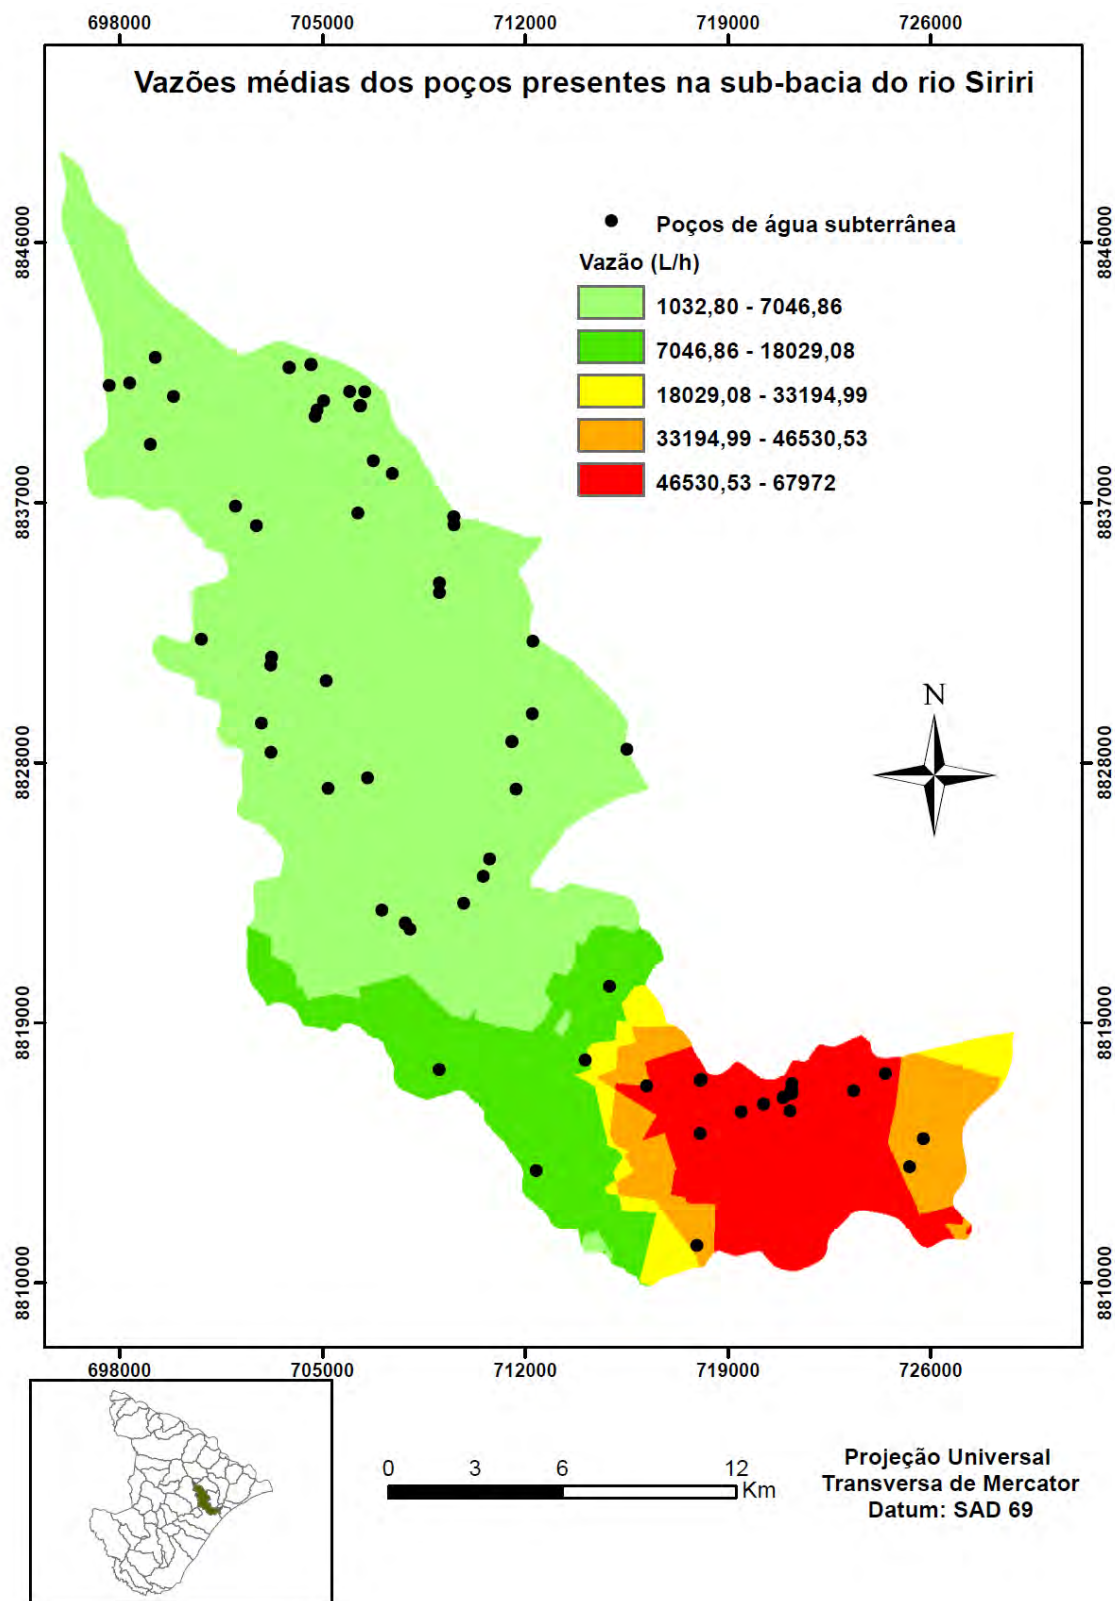 698000 705000 712000 719000 726000
Vazões médias dos poços presentes na sub-bacia do rio Siriri
8846000 8846000
Poços de água subterrânea
Vazão (L/h)
1032,80 - 7046,86
7046,86 - 18029,08
18029,08 - 33194,99
33194,99 - 46530,53
46530,53 - 67972
8837000 8837000
N
8828000 8828000
8819000 8819000
8810000 8810000
698000 705000 712000 719000 726000
0 3 6 12
Km
Projeção Universal
Transversa de Mercator
Datum: SAD 69